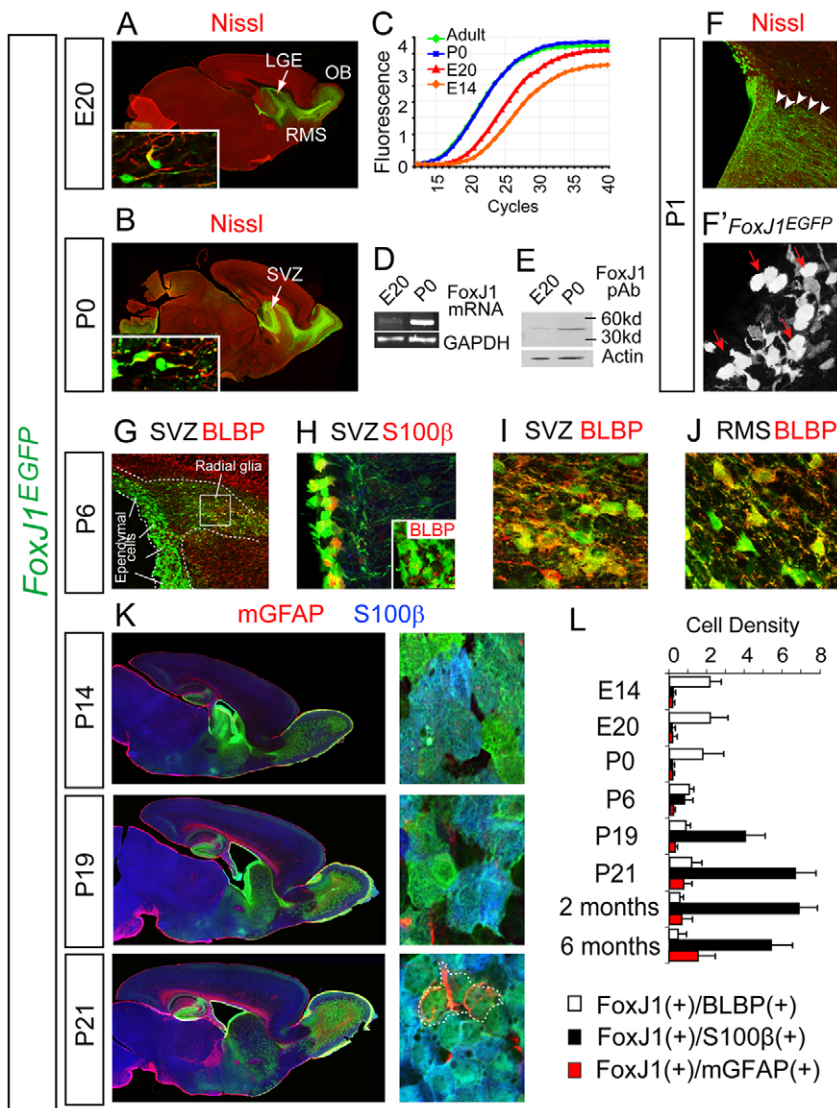 FoxJ1EGFP
E20
A
Nissl
LGE
OB
RMS
P0
B
Nissl
SVZ
C
Fluorescence
4
4
3
2
2
1
0
Adult
P0
E20
E14
15
20
25
30
35
40
Cycles
D
E20
P0
FoxJ1
mRNA
GAPDH
E
E20
P0
FoxJ1
pAb
60kd
30kd
Actin
P1
F
Nissl
F' FoxJ1EGFP
P6
G SVZ BLBP
Radial glia
Ependymal
cells
H SVZ S100β
BLBP
I SVZ BLBP
J RMS BLBP
K
mGFAP S100β
P14
P19
P21
L
Cell Density
0 2 4 6 8
E14
E20
P0
P6
P19
P21
2 months
6 months
FoxJ1(+)/BLBP(+)
FoxJ1(+)/S100β(+)
FoxJ1(+)/mGFAP(+)